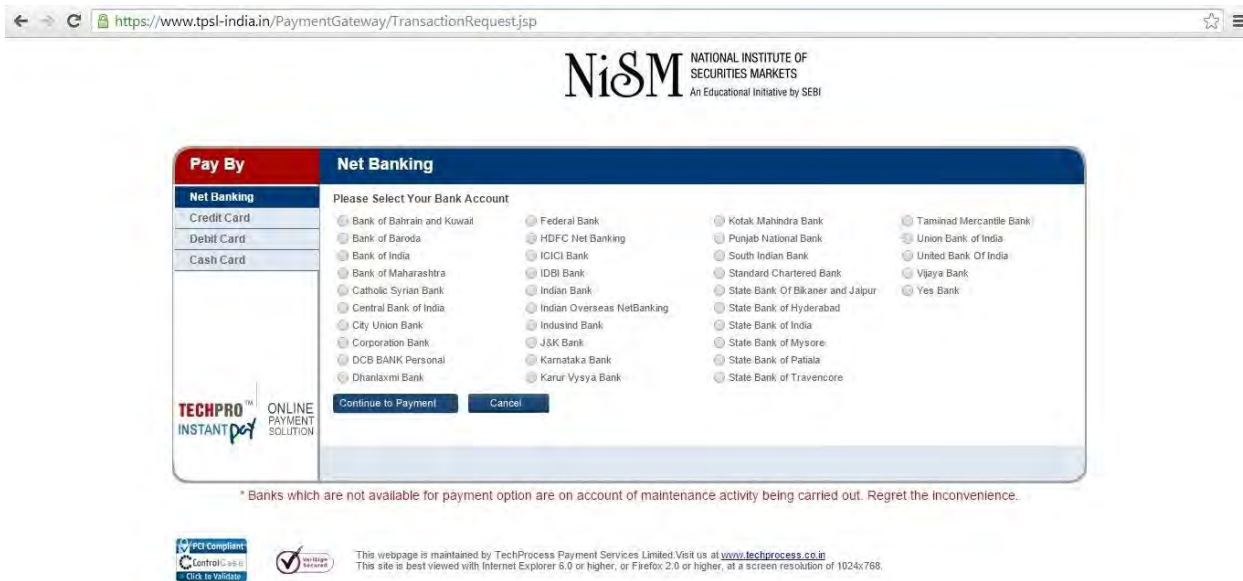 https://www.tpsl-india.in/PaymentGateway/TransactionRequest.jsp
NiSM
NATIONAL INSTITUTE OF
SECURITIES MARKETS
An Educational Initiative by SEBI
Pay By
Net Banking
Net Banking
Credit Card
Debit Card
Cash Card
Please Select Your Bank Account
Bank of Bahrain and Kuwait
Bank of Baroda
Bank of India
Bank of Maharashtra
Catholic Syrian Bank
Central Bank of India
City Union Bank
Corporation Bank
DCB BANK Personal
Dhanlaxmi Bank
Federal Bank
HDFC Net Banking
ICICI Bank
IDBI Bank
Indian Bank
Indian Overseas NetBanking
Indusind Bank
J&K Bank
Karnataka Bank
Karur Vysya Bank
Kotak Mahindra Bank
Punjab National Bank
South Indian Bank
Standard Chartered Bank
State Bank Of Bikaner and Jaipur
State Bank of Hyderabad
State Bank of India
State Bank of Mysore
State Bank of Patiala
State Bank of Travencore
Taminad Mercantile Bank
Union Bank of India
United Bank Of India
Vijaya Bank
Yes Bank
Continue to Payment
Cancel
TECHPRO™
INSTANT pay
ONLINE
PAYMENT
SOLUTION
* Banks which are not available for payment option are on account of maintenance activity being carried out. Regret the inconvenience.
PCI Compliant
ControlCase
Click to Validate
VeriSign
Secured
This webpage is maintained by TechProcess Payment Services Limited.Visit us at www.techprocess.co.in
This site is best viewed with Internet Explorer 6.0 or higher, or Firefox 2.0 or higher, at a screen resolution of 1024x768.